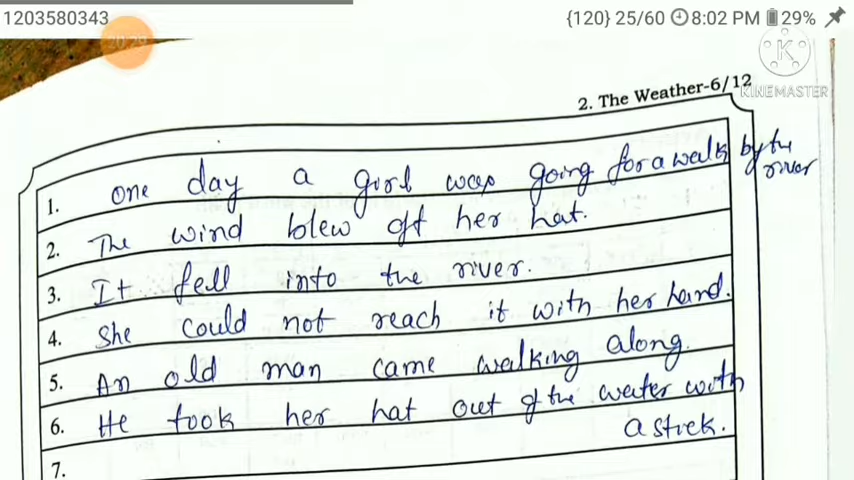 1203580343 {120} 25/60 8:02 PM 29%
20:29
K
KINEMASTER
2. The Weather-6/12
1. One day a girl was going for a walk by the river
2. The wind blew off her hat.
3. It fell into the river.
4. She could not reach it with her hand.
5. An old man came walking along.
6. He took her hat out of the water with
a stick.
7.